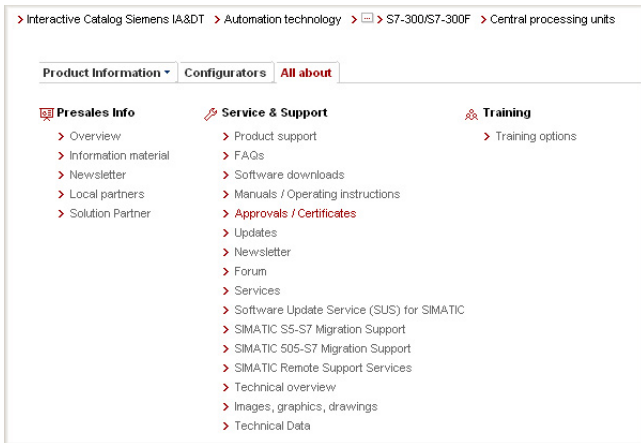 Interactive Catalog Siemens IA&DT > Automation technology > ... > S7-300/S7-300F > Central processing units
Product Information Configurators All about
Presales Info
> Overview
> Information material
> Newsletter
> Local partners
> Solution Partner
Service & Support
> Product support
> FAQs
> Software downloads
> Manuals / Operating instructions
> Approvals / Certificates
> Updates
> Newsletter
> Forum
> Services
> Software Update Service (SUS) for SIMATIC
> SIMATIC S5-S7 Migration Support
> SIMATIC 505-S7 Migration Support
> SIMATIC Remote Support Services
> Technical overview
> Images, graphics, drawings
> Technical Data
Training
> Training options